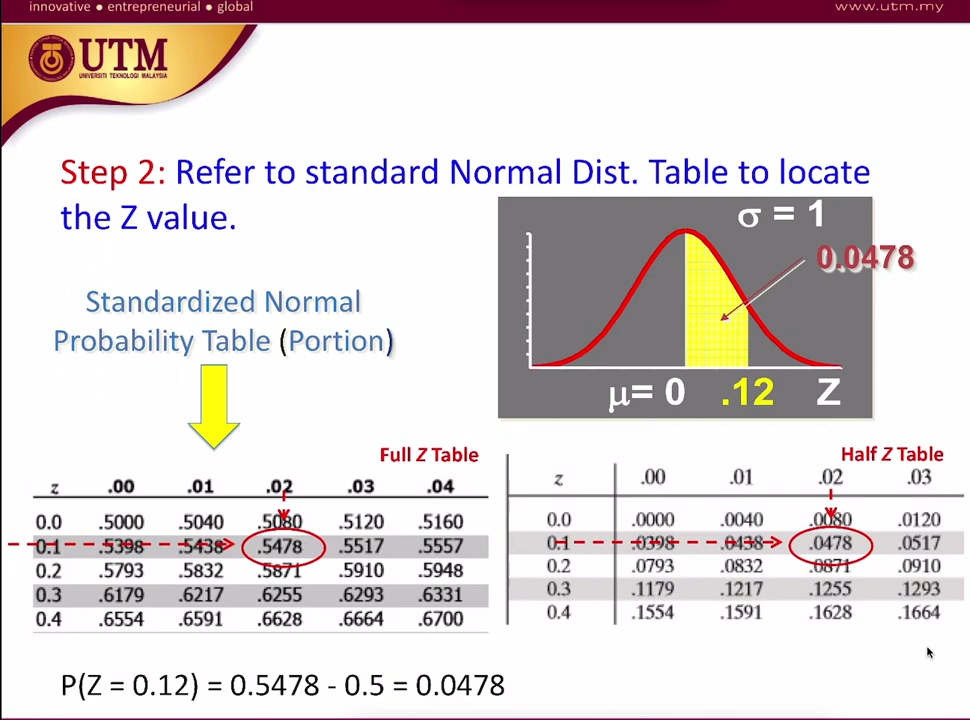 innovative ● entrepreneurial ● global
www.utm.my
UTM
UNIVERSITI TEKNOLOGI MALAYSIA
Step 2: Refer to standard Normal Dist. Table to locate
the Z value.
σ = 1
0.0478
μ= 0 .12 Z
Standardized Normal
Probability Table (Portion)
Full Z Table
z .00 .01 .02 .03 .04
0.0 .5000 .5040 .5080 .5120 .5160
0.1 .5398 .5438 .5478 .5517 .5557
0.2 .5793 .5832 .5871 .5910 .5948
0.3 .6179 .6217 .6255 .6293 .6331
0.4 .6554 .6591 .6628 .6664 .6700
Half Z Table
z .00 .01 .02 .03
0.0 .0000 .0040 .0080 .0120
0.1 .0398 .0438 .0478 .0517
0.2 .0793 .0832 .0871 .0910
0.3 .1179 .1217 .1255 .1293
0.4 .1554 .1591 .1628 .1664
P(Z = 0.12) = 0.5478 - 0.5 = 0.0478